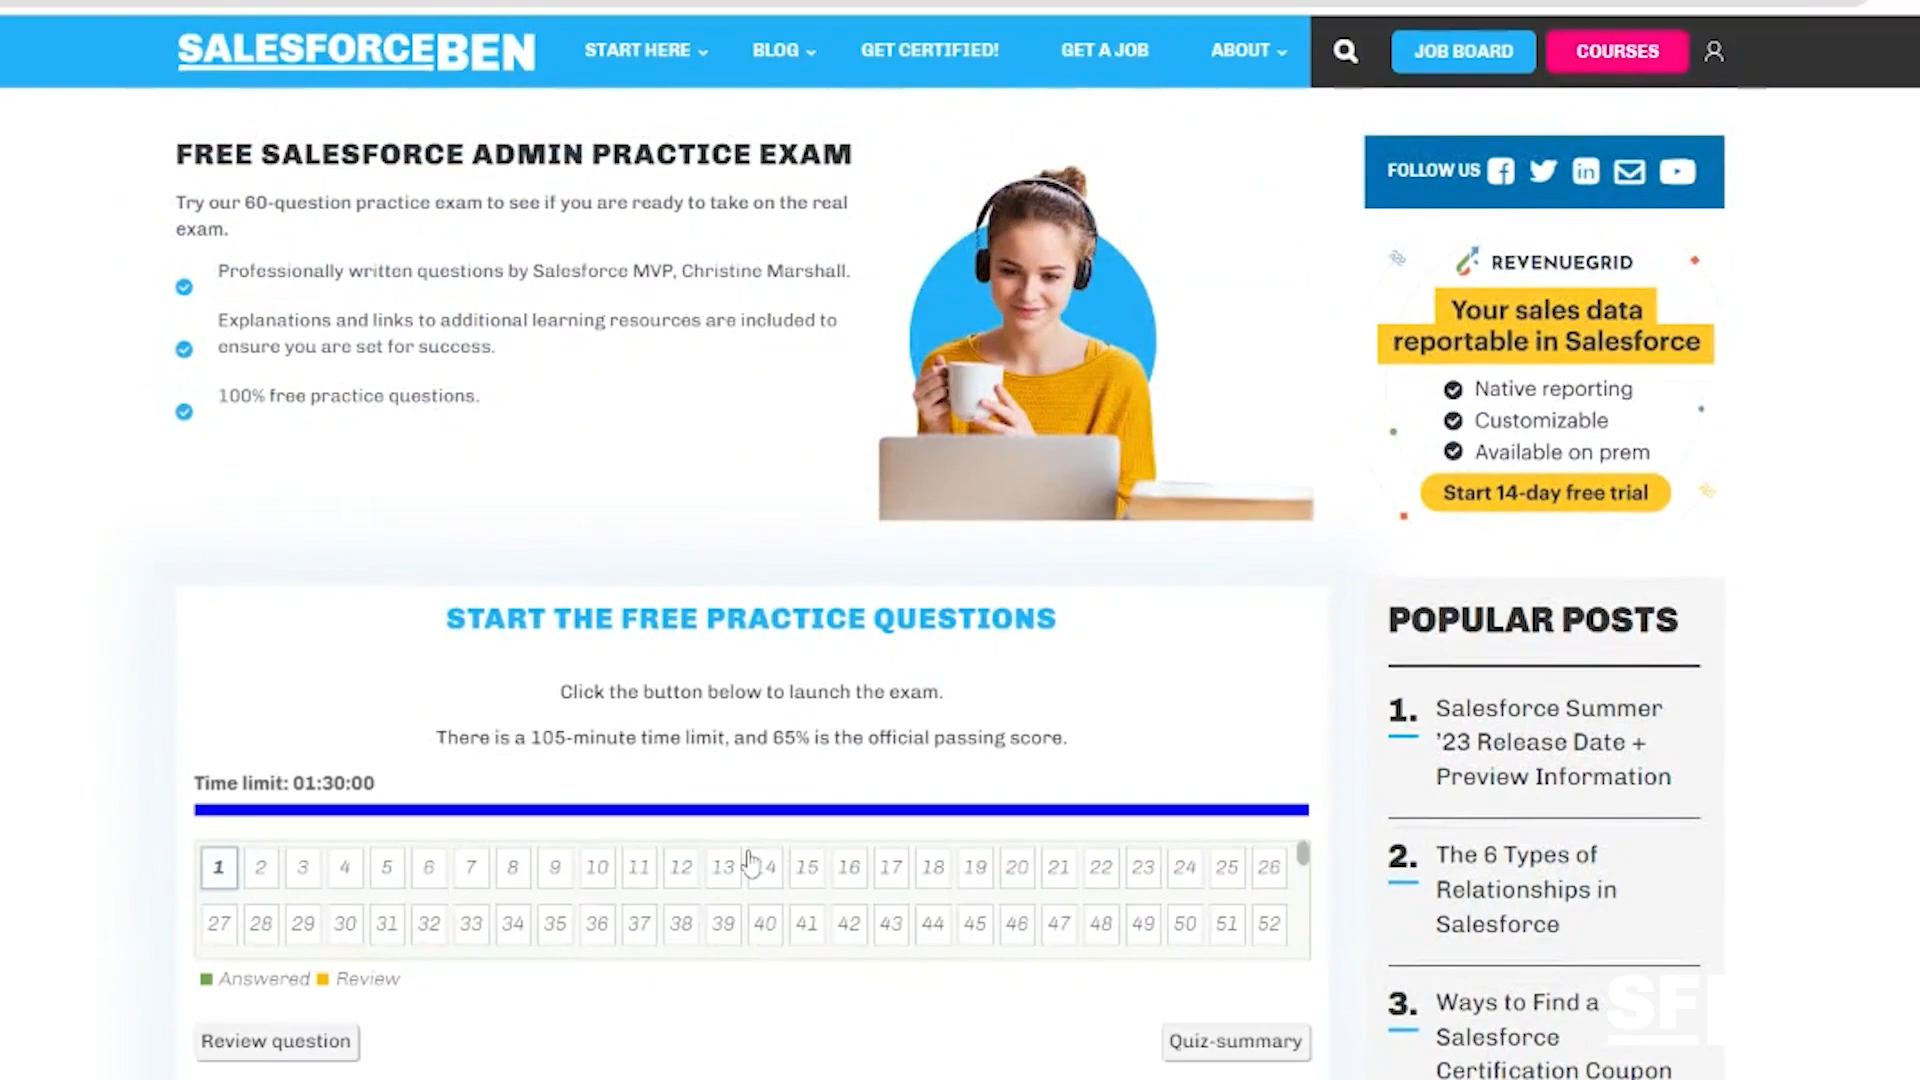 SALESFORCEBEN
START HERE
BLOG
GET CERTIFIED!
GET A JOB
ABOUT
JOB BOARD
COURSES
FREE SALESFORCE ADMIN PRACTICE EXAM
Try our 60-question practice exam to see if you are ready to take on the real
exam.
Professionally written questions by Salesforce MVP, Christine Marshall.
Explanations and links to additional learning resources are included to
ensure you are set for success.
100% free practice questions.
FOLLOW US
REVENUEGRID
Your sales data
reportable in Salesforce
Native reporting
Customizable
Available on prem
Start 14-day free trial
START THE FREE PRACTICE QUESTIONS
Click the button below to launch the exam.
There is a 105-minute time limit, and 65% is the official passing score.
Time limit: 01:30:00
1 2 3 4 5 6 7 8 9 10 11 12 13 14 15 16 17 18 19 20 21 22 23 24 25 26
27 28 29 30 31 32 33 34 35 36 37 38 39 40 41 42 43 44 45 46 47 48 49 50 51 52
Answered Review
Review question
Quiz-summary
POPULAR POSTS
1. Salesforce Summer
’23 Release Date +
Preview Information
2. The 6 Types of
Relationships in
Salesforce
3. Ways to Find a
Salesforce
Certification Coupon
SF